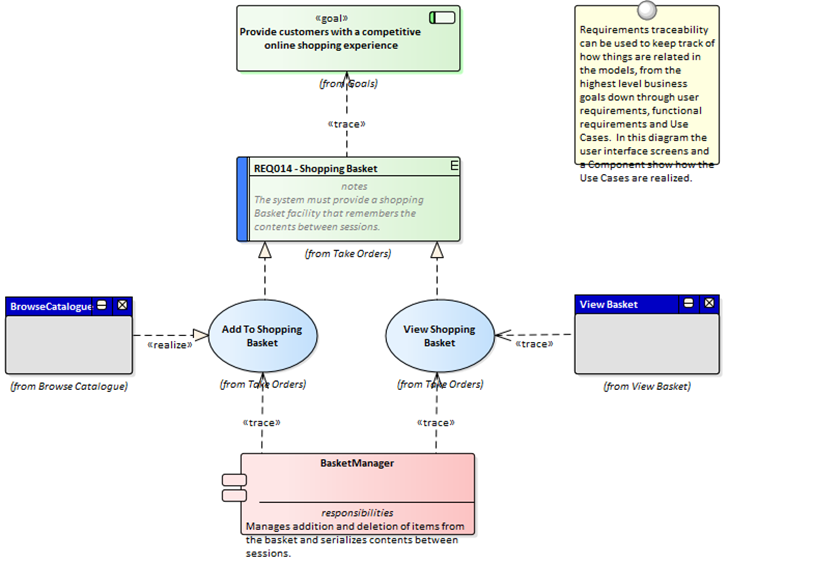 «goal»
Provide customers with a competitive
online shopping experience
(from Goals)
«trace»
Requirements traceability
can be used to keep track of
how things are related in
the models, from the
highest level business
goals down through user
requirements, functional
requirements and Use
Cases.  In this diagram the
user interface screens and
a Component show how the
Use Cases are realized.
REQ014 - Shopping Basket
E
notes
The system must provide a shopping
Basket facility that remembers the
contents between sessions.
(from Take Orders)
BrowseCatalogue
(from Browse Catalogue)
«realize»
Add To Shopping
Basket
(from Take Orders)
View Shopping
Basket
(from Take Orders)
«trace»
View Basket
(from View Basket)
«trace»
«trace»
BasketManager
responsibilities
Manages addition and deletion of items from
the basket and serializes contents between
sessions.